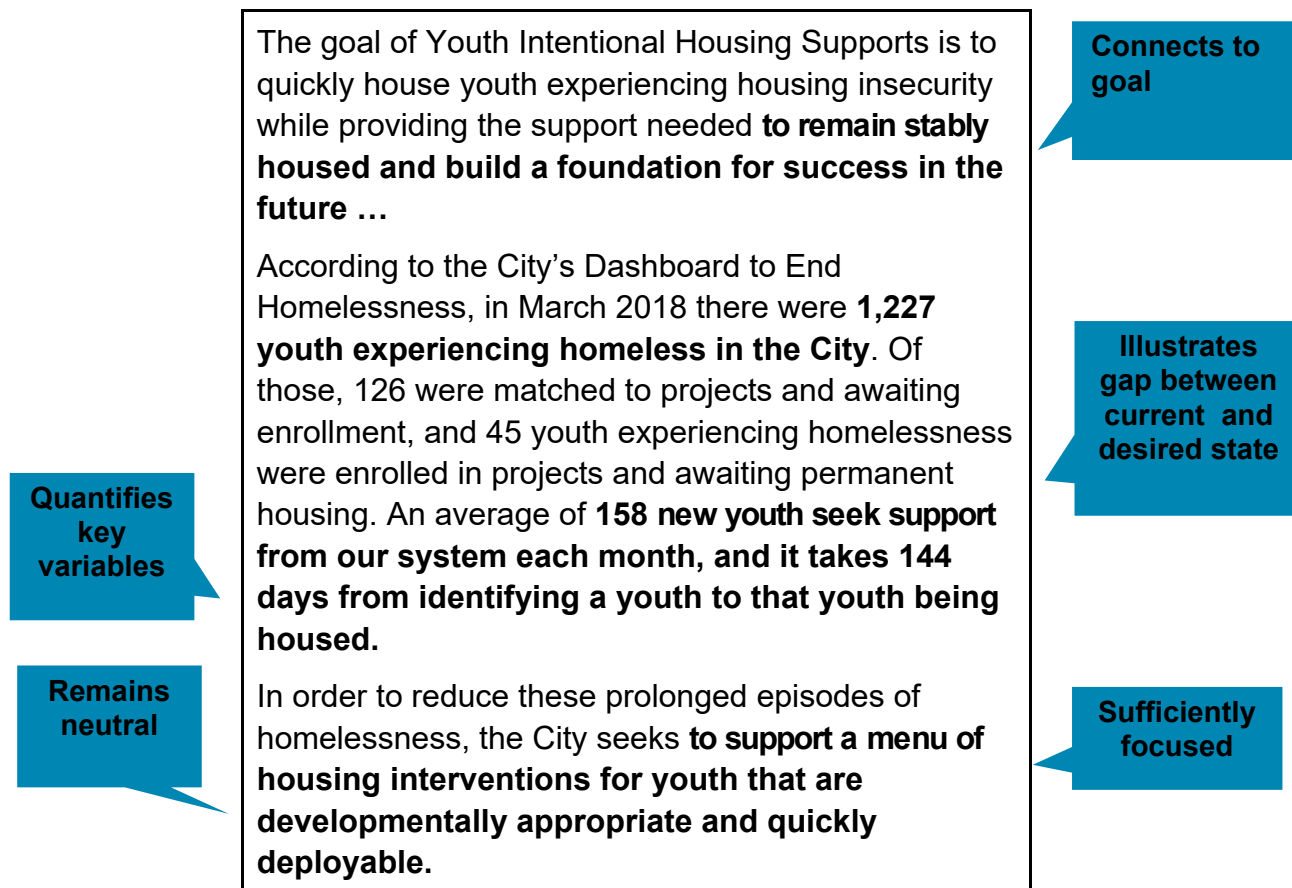 The goal of Youth Intentional Housing Supports is to
quickly house youth experiencing housing insecurity
while providing the support needed to remain stably
housed and build a foundation for success in the
future …
Connects to
goal
According to the City’s Dashboard to End
Homelessness, in March 2018 there were 1,227
youth experiencing homeless in the City. Of
those, 126 were matched to projects and awaiting
enrollment, and 45 youth experiencing homelessness
were enrolled in projects and awaiting permanent
housing. An average of 158 new youth seek support
from our system each month, and it takes 144
days from identifying a youth to that youth being
housed.
Illustrates
gap between
current and
desired state
Quantifies
key
variables
Remains
neutral
In order to reduce these prolonged episodes of
homelessness, the City seeks to support a menu of
housing interventions for youth that are
developmentally appropriate and quickly
deployable.
Sufficiently
focused